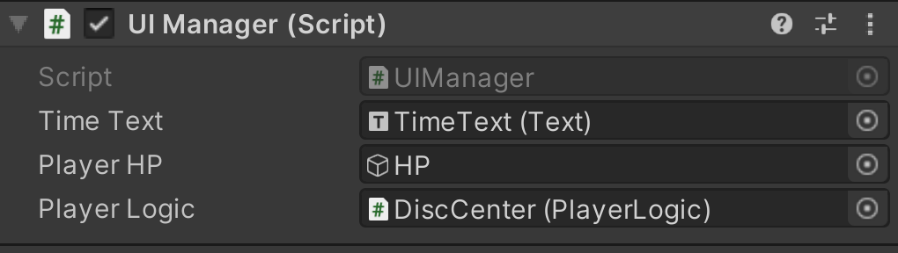 UI Manager (Script)
Script UIManager
Time Text TimeText (Text)
Player HP HP
Player Logic DiscCenter (PlayerLogic)